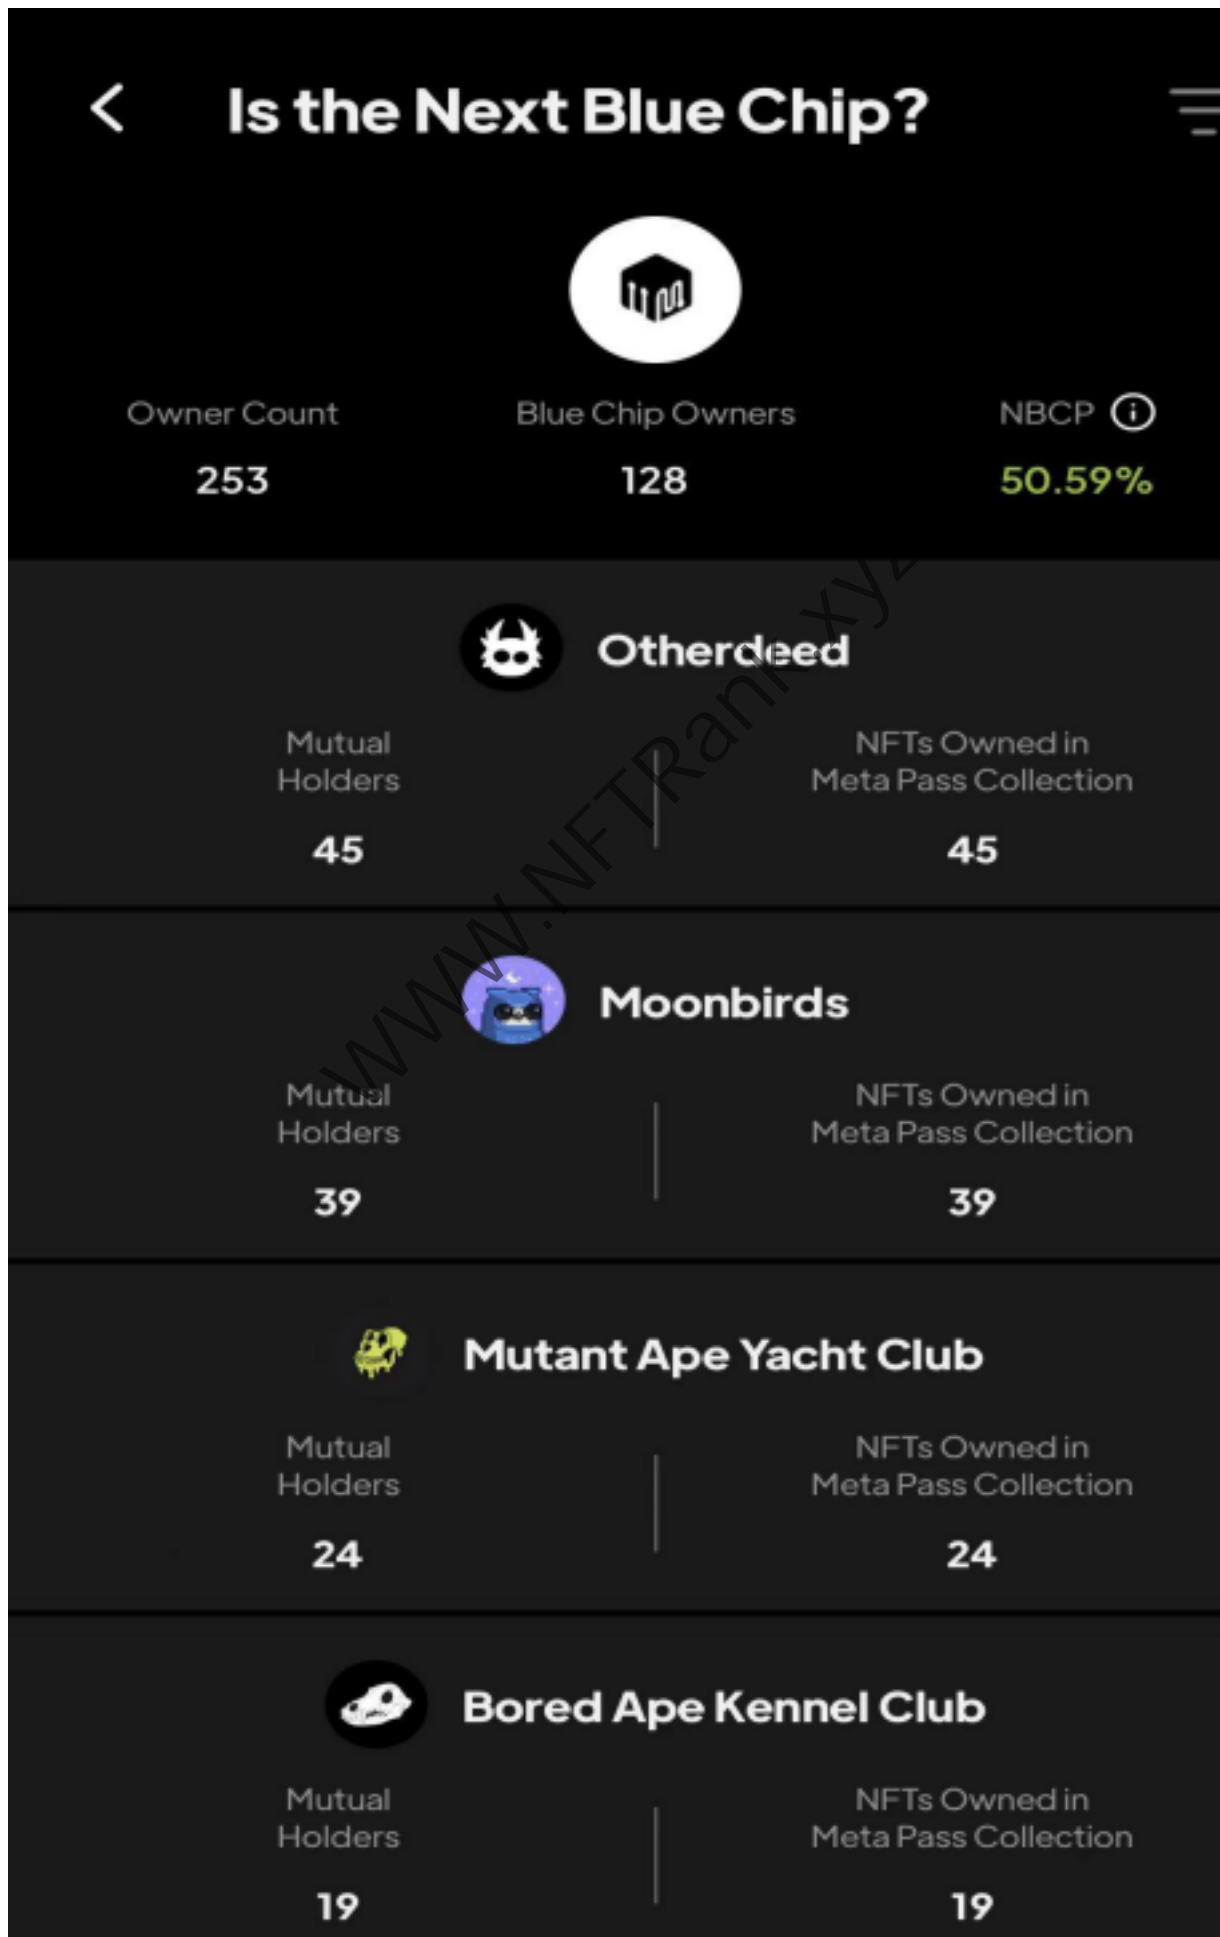 Is the Next Blue Chip?
Owner Count
Blue Chip Owners
NBCP
253
128
50.59%
Otherdeed
Mutual
Holders
NFTs Owned in
Meta Pass Collection
45
45
Moonbirds
Mutual
Holders
NFTs Owned in
Meta Pass Collection
39
39
Mutant Ape Yacht Club
Mutual
Holders
NFTs Owned in
Meta Pass Collection
24
24
Bored Ape Kennel Club
Mutual
Holders
NFTs Owned in
Meta Pass Collection
19
19
www.NFTRank.xyz